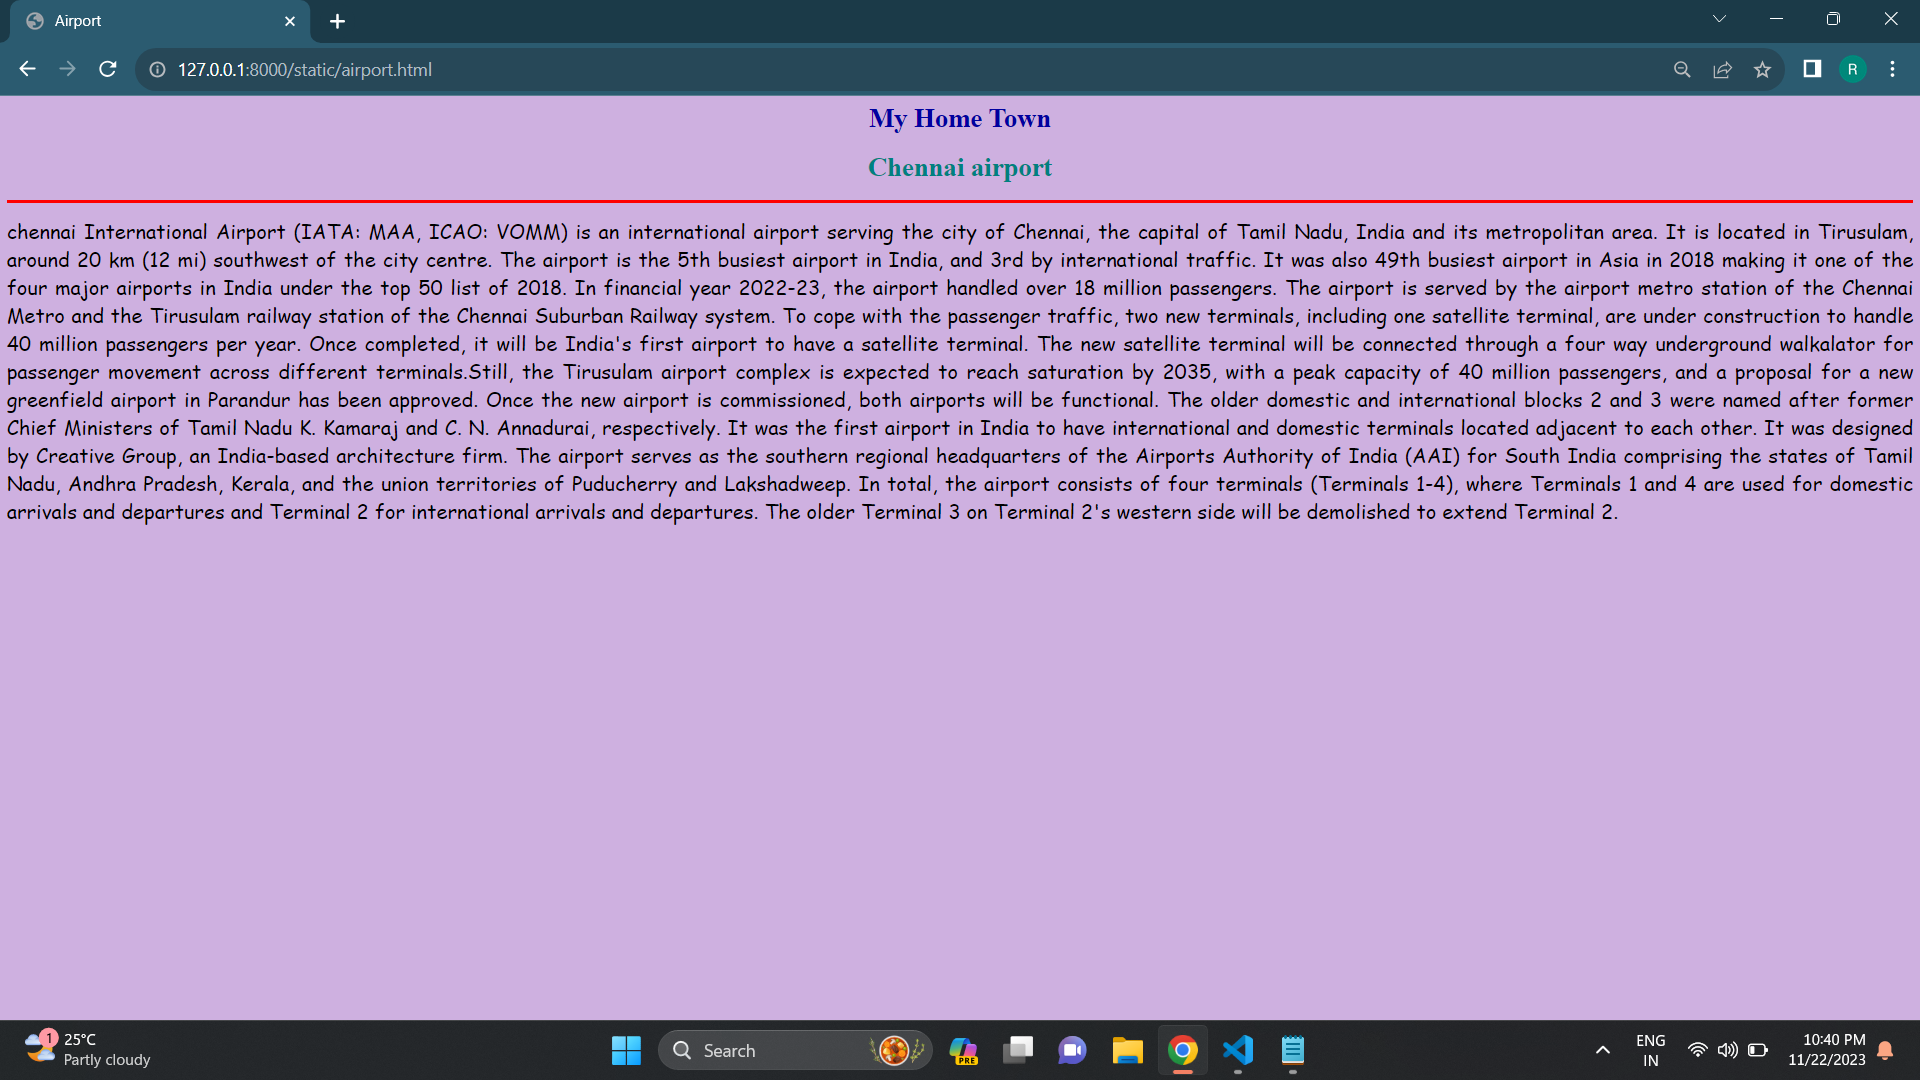 Airport
127.0.0.1:8000/static/airport.html
R
My Home Town
Chennai airport
chennai International Airport (IATA: MAA, ICAO: VOMM) is an international airport serving the city of Chennai, the capital of Tamil Nadu, India and its metropolitan area. It is located in Tirusulam,
around 20 km (12 mi) southwest of the city centre. The airport is the 5th busiest airport in India, and 3rd by international traffic. It was also 49th busiest airport in Asia in 2018 making it one of the
four major airports in India under the top 50 list of 2018. In financial year 2022-23, the airport handled over 18 million passengers. The airport is served by the airport metro station of the Chennai
Metro and the Tirusulam railway station of the Chennai Suburban Railway system. To cope with the passenger traffic, two new terminals, including one satellite terminal, are under construction to handle
40 million passengers per year. Once completed, it will be India's first airport to have a satellite terminal. The new satellite terminal will be connected through a four way underground walkalator for
passenger movement across different terminals.Still, the Tirusulam airport complex is expected to reach saturation by 2035, with a peak capacity of 40 million passengers, and a proposal for a new
greenfield airport in Parandur has been approved. Once the new airport is commissioned, both airports will be functional. The older domestic and international blocks 2 and 3 were named after former
Chief Ministers of Tamil Nadu K. Kamaraj and C. N. Annadurai, respectively. It was the first airport in India to have international and domestic terminals located adjacent to each other. It was designed
by Creative Group, an India-based architecture firm. The airport serves as the southern regional headquarters of the Airports Authority of India (AAI) for South India comprising the states of Tamil
Nadu, Andhra Pradesh, Kerala, and the union territories of Puducherry and Lakshadweep. In total, the airport consists of four terminals (Terminals 1-4), where Terminals 1 and 4 are used for domestic
arrivals and departures and Terminal 2 for international arrivals and departures. The older Terminal 3 on Terminal 2's western side will be demolished to extend Terminal 2.
1
25°C
Partly cloudy
Search
PRE
ENG
IN
10:40 PM
11/22/2023